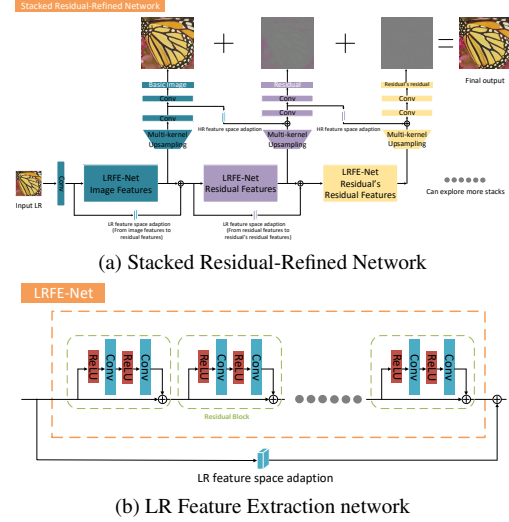 Stacked Residual-Refined Network
Basic image
Residual
Residual's residual
Final output
Conv
Conv
Conv
Conv
Conv
Conv
HR feature space adaption
HR feature space adaption
Multi-kernel
Upsampling
Multi-kernel
Upsampling
Multi-kernel
Upsampling
Input LR
Conv
LRFE-Net
Image Features
LRFE-Net
Residual Features
LRFE-Net
Residual's
Residual Features
Can explore more stacks
LR feature space adaption
(From image features to
residual features)
LR feature space adaption
(From residual features to
residual's residual features)
(a) Stacked Residual-Refined Network
LRFE-Net
ReLU
Conv
ReLU
Conv
ReLU
Conv
ReLU
Conv
ReLU
Conv
ReLU
Conv
Residual Block
LR feature space adaption
(b) LR Feature Extraction network